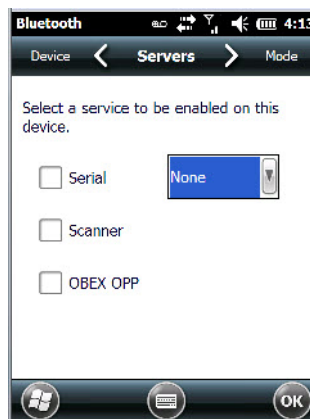 Bluetooth 4:13
Device Servers Mode
Select a service to be enabled on this
device.
Serial None
Scanner
OBEX OPP
OK